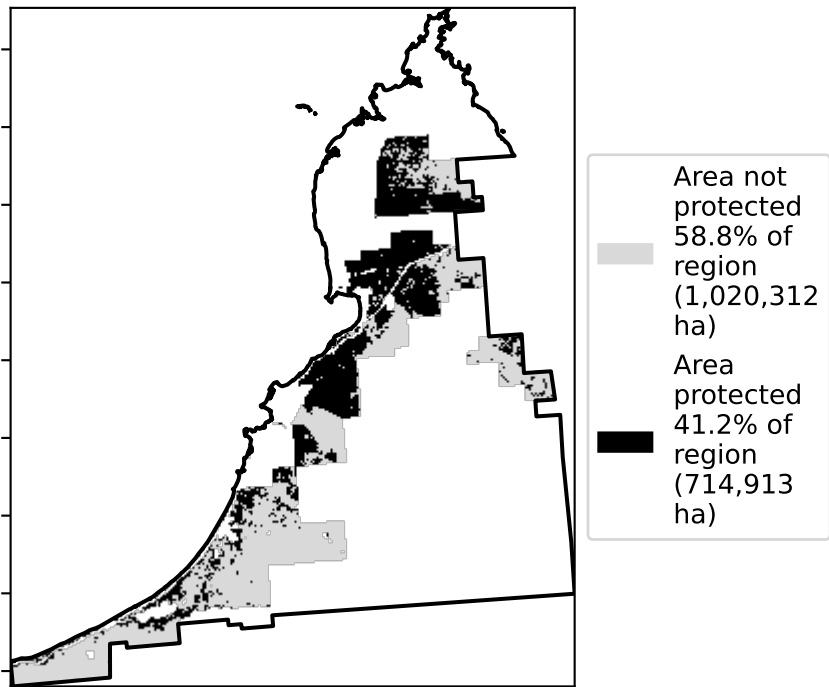 Area not
protected
58.8% of
region
(1,020,312
ha)
Area
protected
41.2% of
region
(714,913
ha)